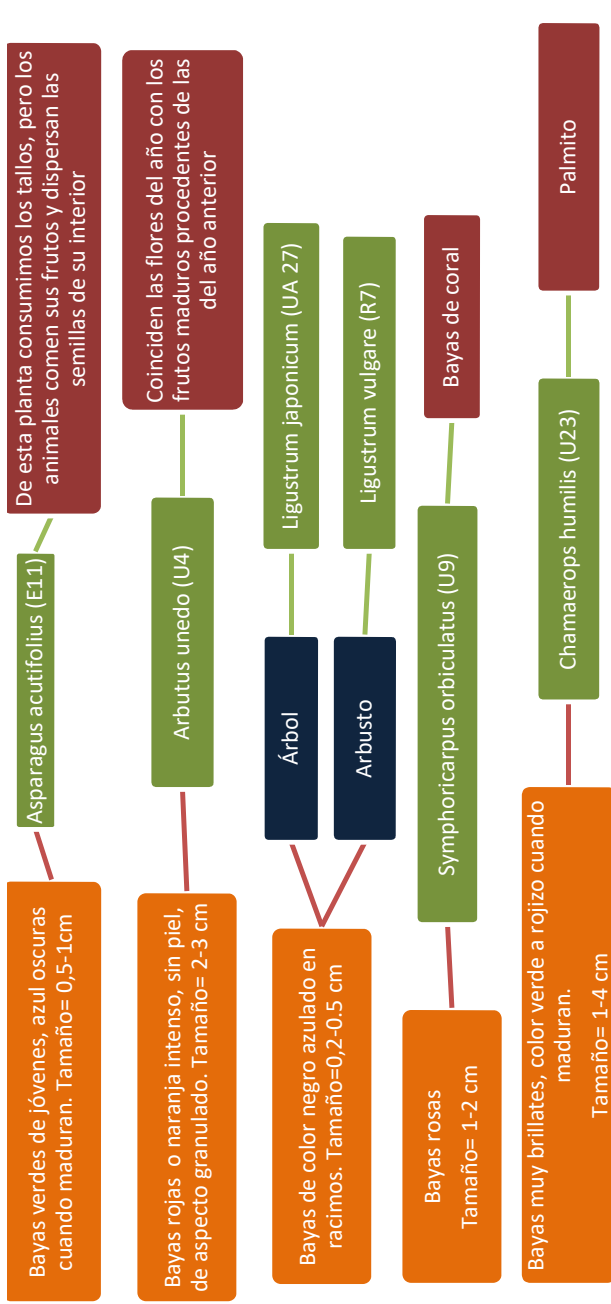 Bayas verdes de jóvenes, azul oscuras
cuando maduran. Tamaño= 0,5-1cm
Asparagus acutifolius (E11)
De esta planta consumimos los tallos, pero los
animales comen sus frutos y dispersan las
semillas de su interior
Bayas rojas o naranja intenso, sin piel,
de aspecto granulado. Tamaño= 2-3 cm
Arbutus unedo (U4)
Coinciden las flores del año con los
frutos maduros procedentes de las
del año anterior
Bayas de color negro azulado en
racimos. Tamaño=0,2-0.5 cm
Árbol
Ligustrum japonicum (UA 27)
Arbusto
Ligustrum vulgare (R7)
Bayas rosas
Tamaño= 1-2 cm
Symphoricarpus orbiculatus (U9)
Bayas de coral
Bayas muy brillates, color verde a rojizo cuando
maduran.
Tamaño= 1-4 cm
Chamaerops humilis (U23)
Palmito